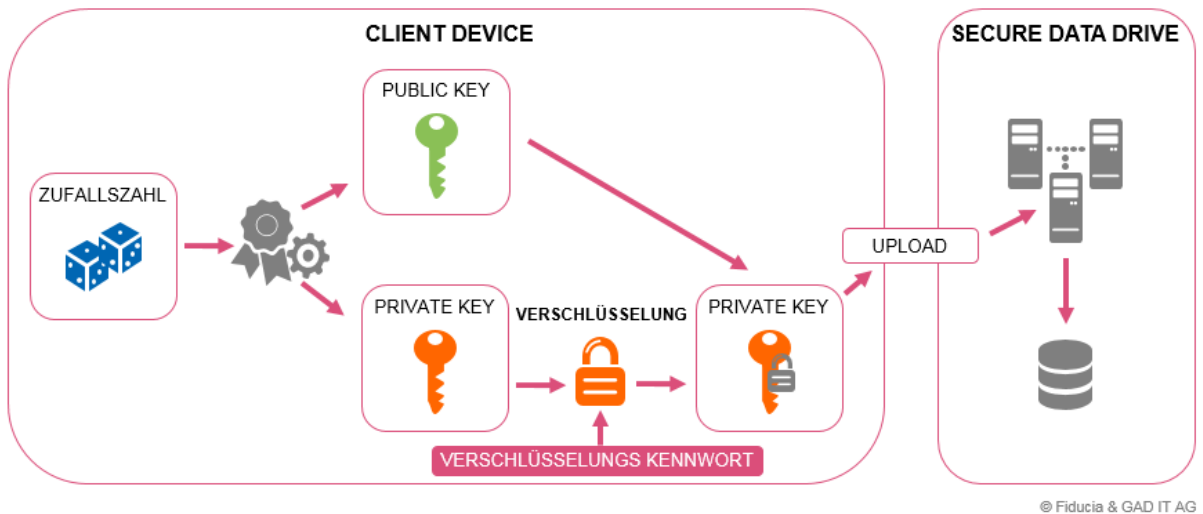 CLIENT DEVICE
SECURE DATA DRIVE
PUBLIC KEY
ZUFALLSZAHL
UPLOAD
PRIVATE KEY
VERSCHLÜSSELUNG
PRIVATE KEY
VERSCHLÜSSELUNGS KENNWORT
© Fiducia & GAD IT AG